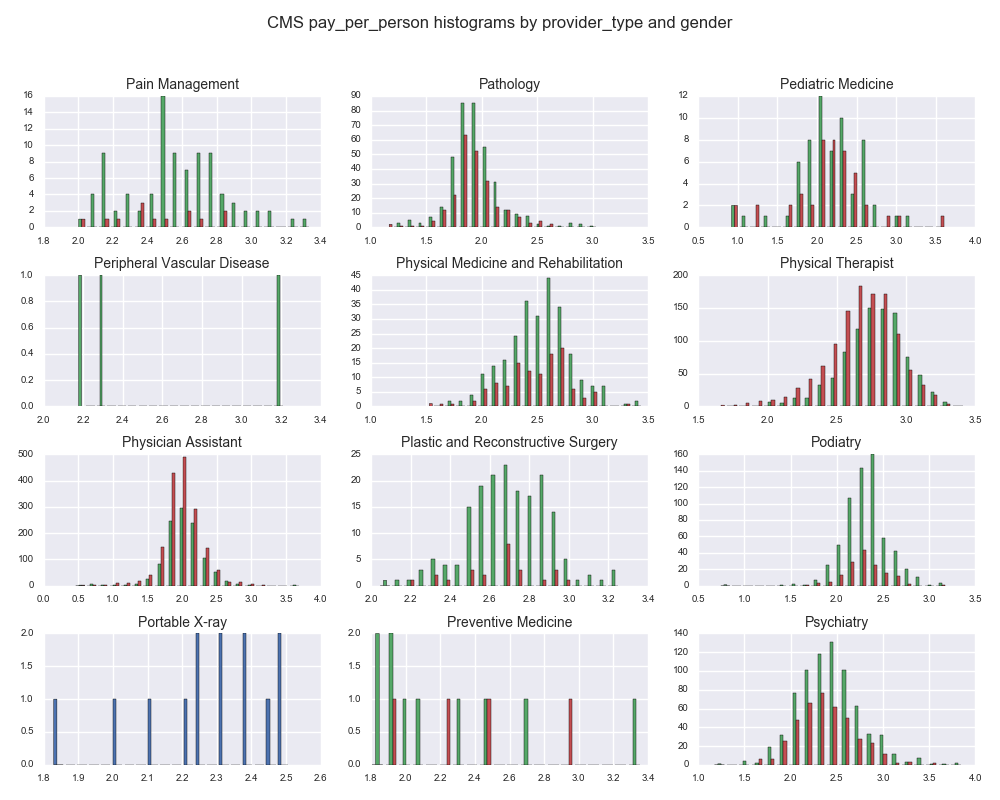 CMS pay_per_person histograms by provider_type and gender
Pain Management Pathology Pediatric Medicine
16 14 12 10 8 6 4 2 0
1.8 2.0 2.2 2.4 2.6 2.8 3.0 3.2 3.4
90 80 70 60 50 40 30 20 10 0
1.0 1.5 2.0 2.5 3.0 3.5
12 10 8 6 4 2 0
0.5 1.0 1.5 2.0 2.5 3.0 3.5 4.0
Peripheral Vascular Disease Physical Medicine and Rehabilitation Physical Therapist
1.0 0.8 0.6 0.4 0.2 0.0
2.0 2.2 2.4 2.6 2.8 3.0 3.2 3.4
45 40 35 30 25 20 15 10 5 0
1.0 1.5 2.0 2.5 3.0 3.5
200 150 100 50 0
1.5 2.0 2.5 3.0 3.5
Physician Assistant Plastic and Reconstructive Surgery Podiatry
500 400 300 200 100 0
0.0 0.5 1.0 1.5 2.0 2.5 3.0 3.5 4.0
25 20 15 10 5 0
2.0 2.2 2.4 2.6 2.8 3.0 3.2 3.4
160 140 120 100 80 60 40 20 0
0.5 1.0 1.5 2.0 2.5 3.0 3.5
Portable X-ray Preventive Medicine Psychiatry
2.0 1.5 1.0 0.5 0.0
1.8 1.9 2.0 2.1 2.2 2.3 2.4 2.5 2.6
2.0 1.5 1.0 0.5 0.0
1.8 2.0 2.2 2.4 2.6 2.8 3.0 3.2 3.4
140 120 100 80 60 40 20 0
1.0 1.5 2.0 2.5 3.0 3.5 4.0